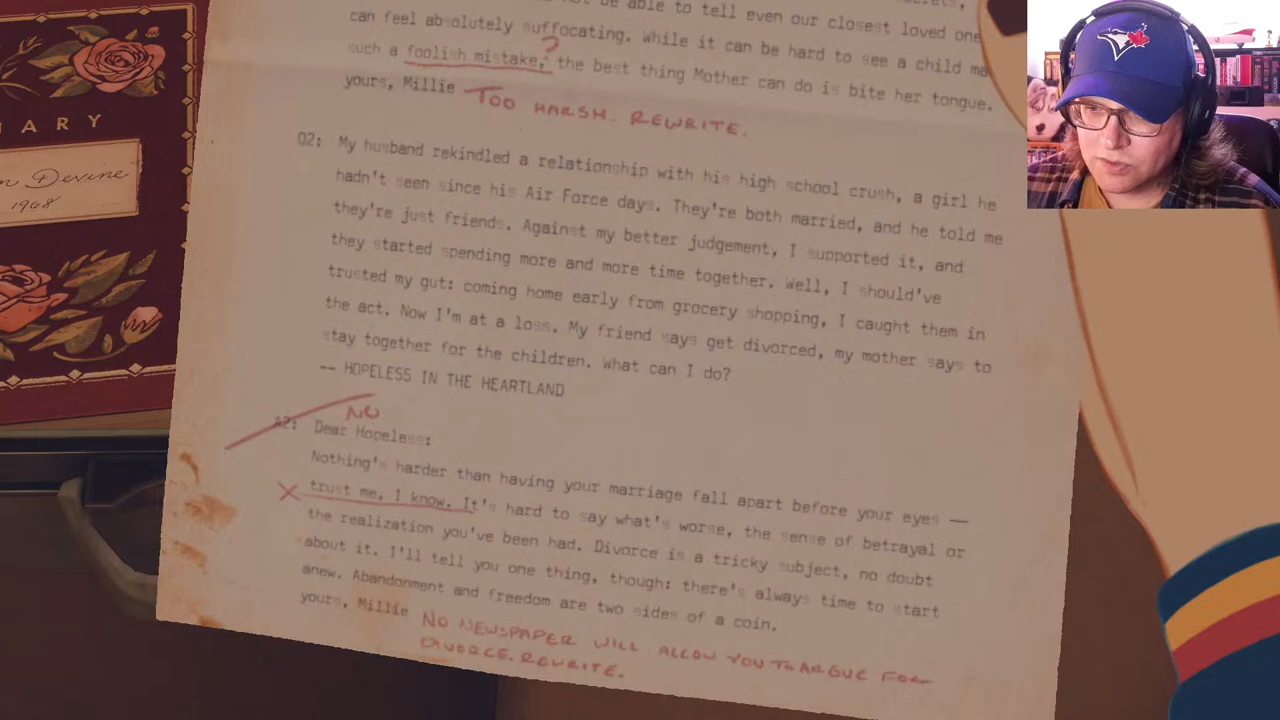 be able to tell even our closest loved one
can feel absolutely suffocating. While it can be hard to see a child ma
?
such a foolish mistake, the best thing Mother can do is bite her tongue.
yours, Millie TOO HARSH. REWRITE.
ARY
n Devine
1968
Q2: My husband rekindled a relationship with his high school crush, a girl he
hadn't seen since his Air Force days. They're both married, and he told me
they're just friends. Against my better judgement, I supported it, and
they started spending more and more time together. Well, I should've
trusted my gut: coming home early from grocery shopping, I caught them in
the act. Now I'm at a loss. My friend says get divorced, my mother says to
stay together for the children. What can I do?
-- HOPELESS IN THE HEARTLAND
NO
A2: Dear Hopeless:
Nothing's harder than having your marriage fall apart before your eyes —
trust me, I know. It's hard to say what's worse, the sense of betrayal or
the realization you've been had. Divorce is a tricky subject, no doubt
about it. I'll tell you one thing, though: there's always time to start
anew. Abandonment and freedom are two sides of a coin.
yours, Millie NO NEWSPAPER WILL ALLOW YOU TO ARGUE FOR
DIVORCE. REWRITE.